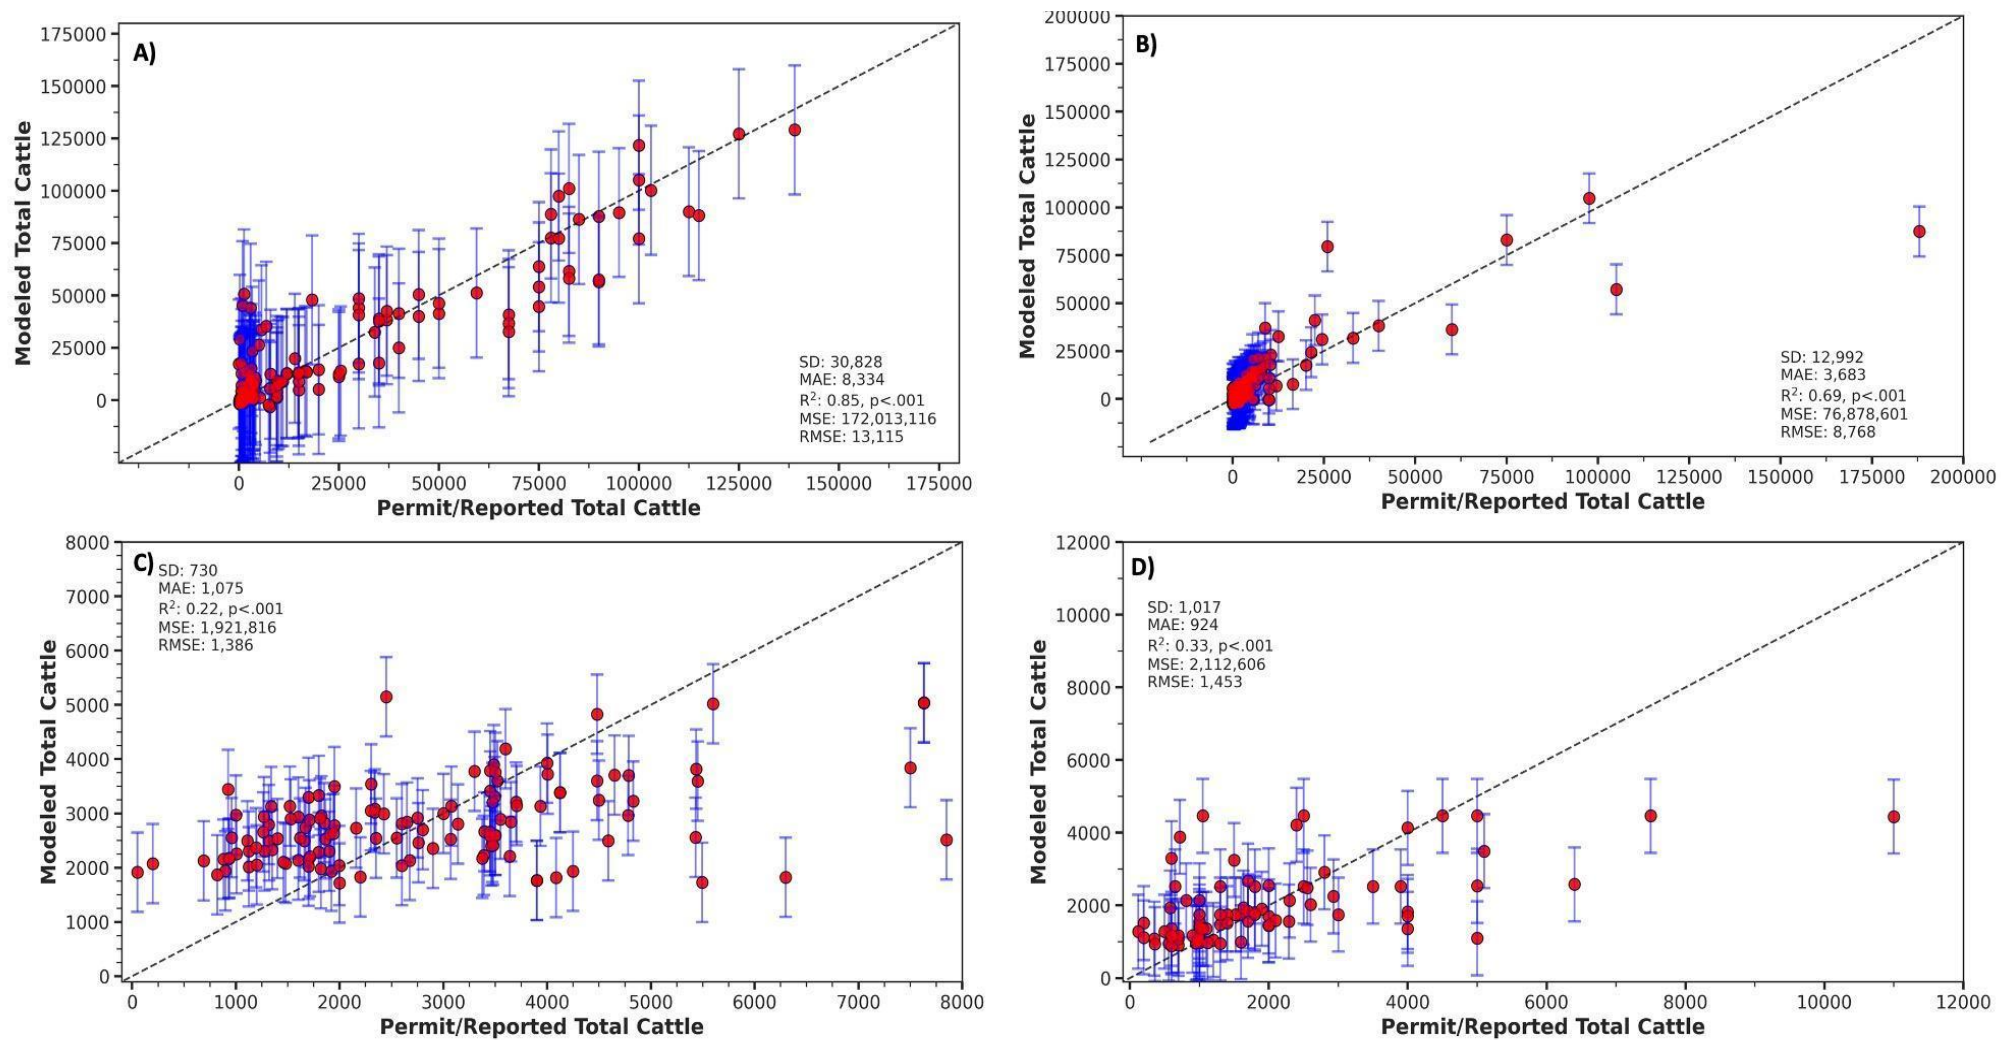 A)
175000
150000
125000
100000
75000
50000
25000
0
Modeled Total Cattle
SD: 30,828
MAE: 8,334
R²: 0.85, p<.001
MSE: 172,013,116
RMSE: 13,115
0 25000 50000 75000 100000 125000 150000 175000
Permit/Reported Total Cattle
B)
200000
175000
150000
125000
100000
75000
50000
25000
0
Modeled Total Cattle
SD: 12,992
MAE: 3,683
R²: 0.69, p<.001
MSE: 76,878,601
RMSE: 8,768
0 25000 50000 75000 100000 125000 150000 175000 200000
Permit/Reported Total Cattle
C)
SD: 730
MAE: 1,075
R²: 0.22, p<.001
MSE: 1,921,816
RMSE: 1,386
8000
7000
6000
5000
4000
3000
2000
1000
0
Modeled Total Cattle
0 1000 2000 3000 4000 5000 6000 7000 8000
Permit/Reported Total Cattle
D)
SD: 1,017
MAE: 924
R²: 0.33, p<.001
MSE: 2,112,606
RMSE: 1,453
12000
10000
8000
6000
4000
2000
0
Modeled Total Cattle
0 2000 4000 6000 8000 10000 12000
Permit/Reported Total Cattle